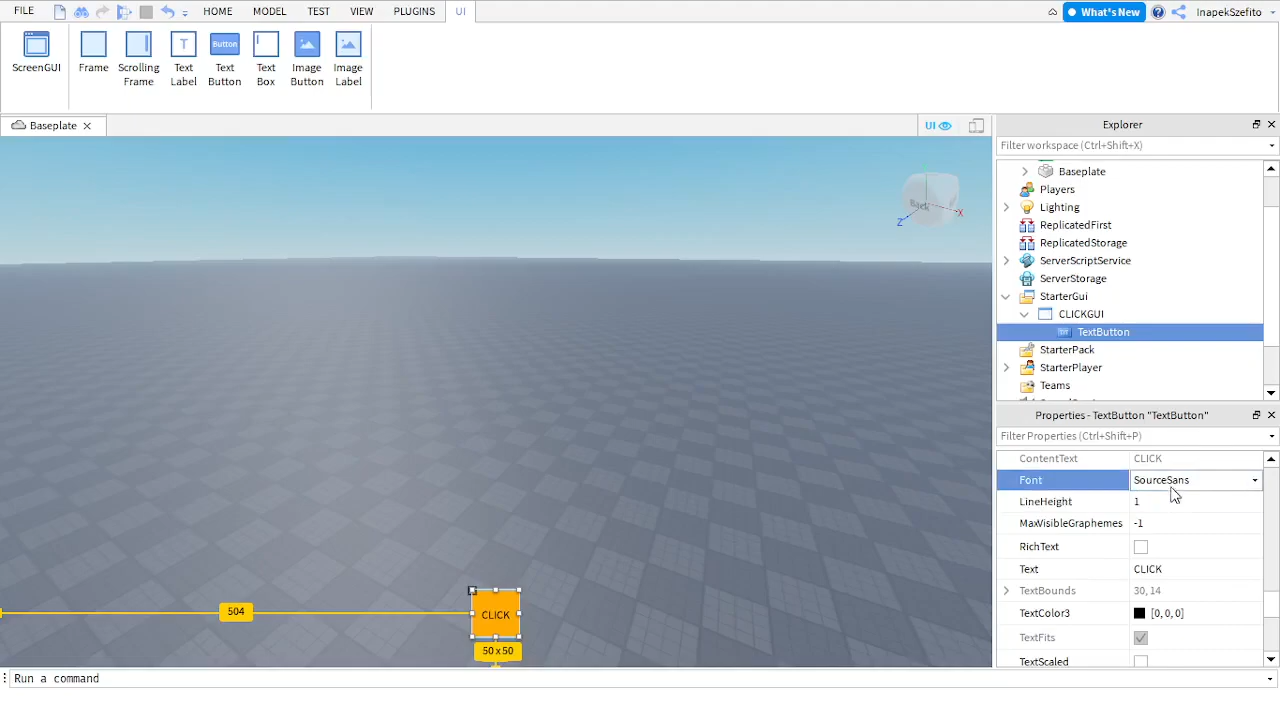 FILE HOME MODEL TEST VIEW PLUGINS UI What's New InapekSzefito
ScreenGUI Frame Scrolling Frame Text Label Text Button Text Box Image Button Image Label
Button
T
Baseplate UI
Explorer
Filter workspace (Ctrl+Shift+X)
Baseplate
Players
Lighting
ReplicatedFirst
ReplicatedStorage
ServerScriptService
ServerStorage
StarterGui
CLICKGUI
TextButton
StarterPack
StarterPlayer
Teams
Back
X
Z
Properties - TextButton "TextButton"
Filter Properties (Ctrl+Shift+P)
ContentText CLICK
Font SourceSans
LineHeight 1
MaxVisibleGraphemes -1
RichText
Text CLICK
TextBounds 30, 14
TextColor3 [0, 0, 0]
TextFits
TextScaled
504
CLICK
50 x 50
Run a command